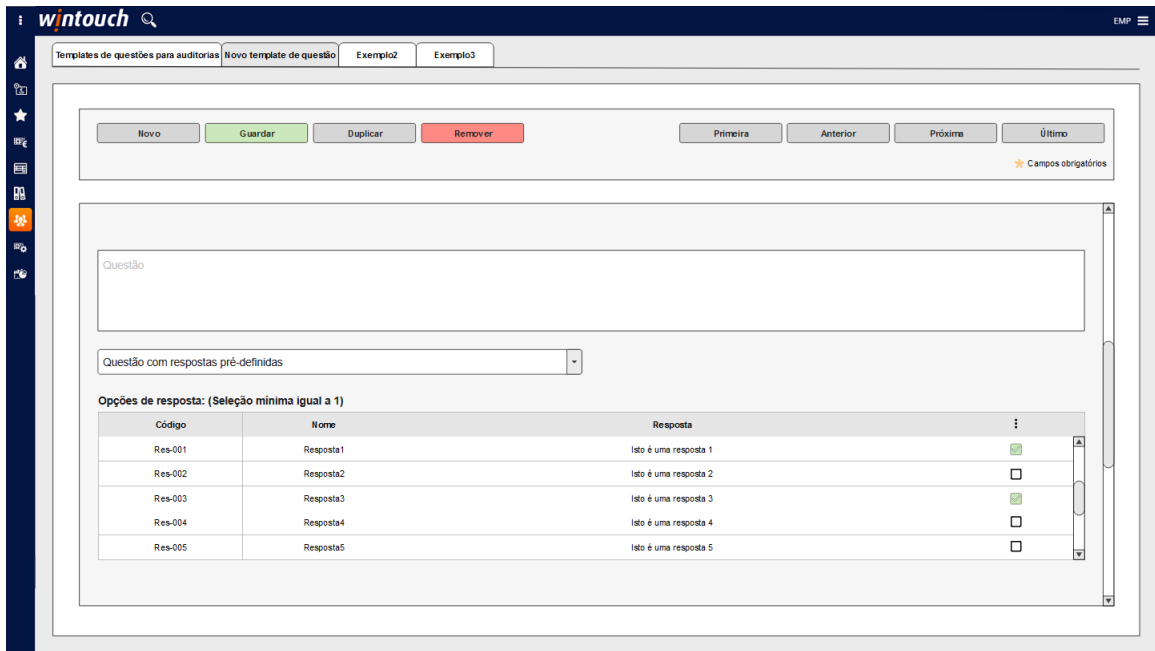 wintouch
EMP
Templates de questões para auditorias Novo template de questão Exemplo2 Exemplo3
Novo Guardar Duplicar Remover Primeira Anterior Próxima Último
Campos obrigatórios
Questão
Questão com respostas pré-definidas
Opções de resposta: (Seleção mínima igual a 1)
Código Nome Resposta
Res-001 Resposta1 Isto é uma resposta 1
Res-002 Resposta2 Isto é uma resposta 2
Res-003 Resposta3 Isto é uma resposta 3
Res-004 Resposta4 Isto é uma resposta 4
Res-005 Resposta5 Isto é uma resposta 5